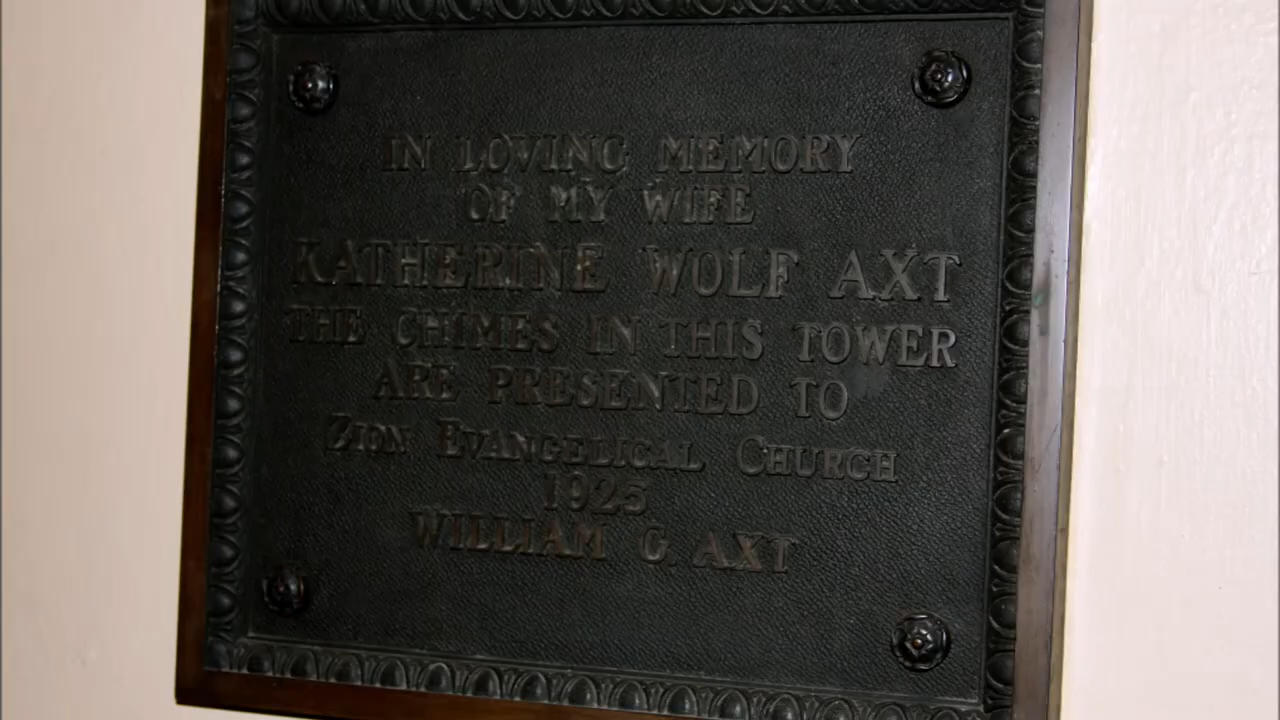 IN LOVING MEMORY
OF MY WIFE
KATHERINE WOLF AXT
THE CHIMES IN THIS TOWER
ARE PRESENTED TO
ZION EVANGELICAL CHURCH
1925
WILLIAM G. AXT